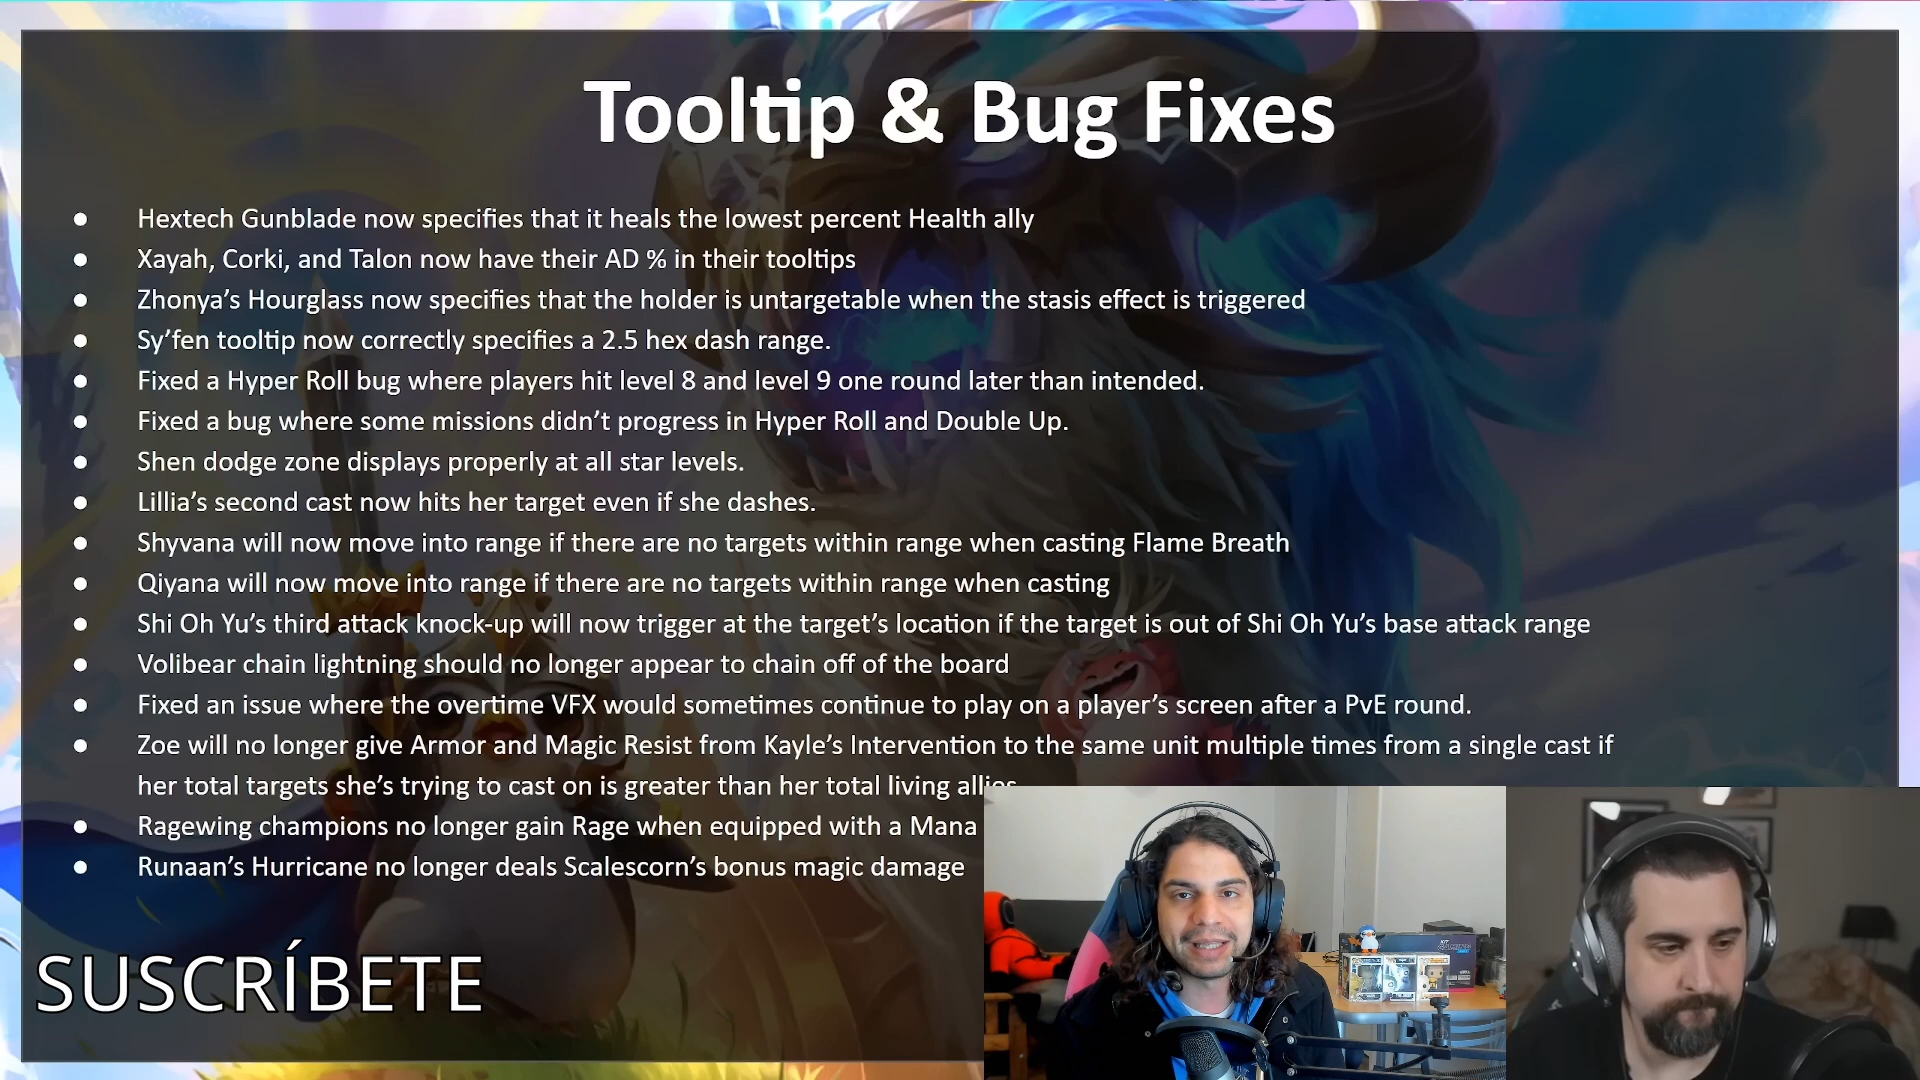 Tooltip & Bug Fixes
● Hextech Gunblade now specifies that it heals the lowest percent Health ally
● Xayah, Corki, and Talon now have their AD % in their tooltips
● Zhonya’s Hourglass now specifies that the holder is untargetable when the stasis effect is triggered
● Sy’fen tooltip now correctly specifies a 2.5 hex dash range.
● Fixed a Hyper Roll bug where players hit level 8 and level 9 one round later than intended.
● Fixed a bug where some missions didn’t progress in Hyper Roll and Double Up.
● Shen dodge zone displays properly at all star levels.
● Lillia’s second cast now hits her target even if she dashes.
● Shyvana will now move into range if there are no targets within range when casting Flame Breath
● Qiyana will now move into range if there are no targets within range when casting
● Shi Oh Yu’s third attack knock-up will now trigger at the target’s location if the target is out of Shi Oh Yu’s base attack range
● Volibear chain lightning should no longer appear to chain off of the board
● Fixed an issue where the overtime VFX would sometimes continue to play on a player’s screen after a PvE round.
● Zoe will no longer give Armor and Magic Resist from Kayle’s Intervention to the same unit multiple times from a single cast if
her total targets she’s trying to cast on is greater than her total living allies
● Ragewing champions no longer gain Rage when equipped with a Mana
● Runaan’s Hurricane no longer deals Scalescorn’s bonus magic damage
SUSCRÍBETE